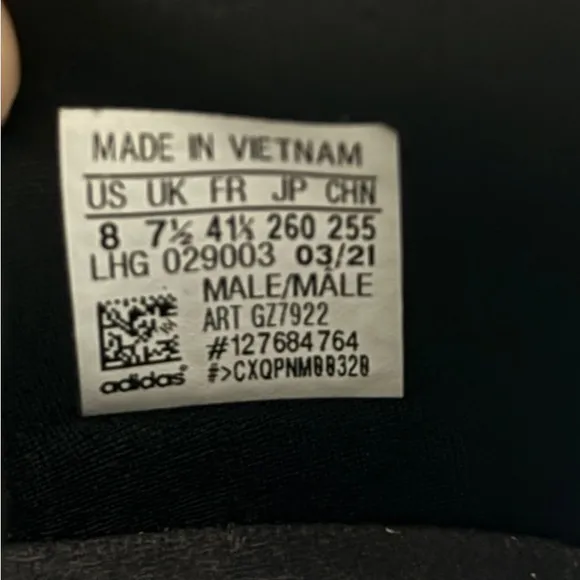 MADE IN VIETNAM
US UK FR JP CHN
8 7½ 41⅓ 260 255
LHG 029003 03/21
MALE/MÂLE
ART GZ7922
#127684764
#>CXQPNM00320
adidas